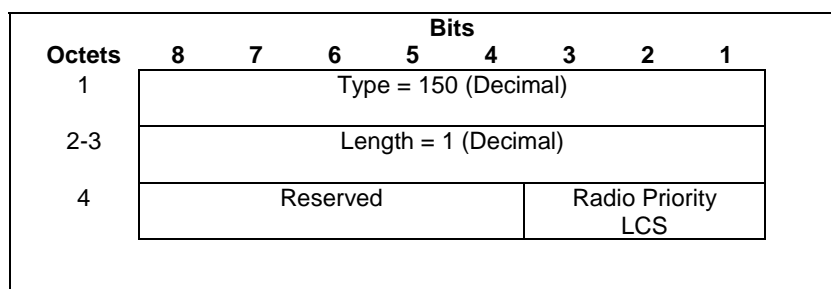 Bits
Octets 8 7 6 5 4 3 2 1
1 Type = 150 (Decimal)
2-3 Length = 1 (Decimal)
4 Reserved Radio Priority
LCS